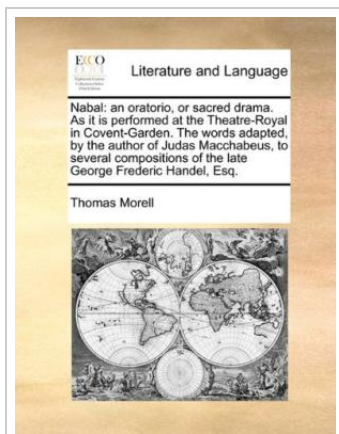 ECCO
Literature and Language
Nabal: an oratorio, or sacred drama.
As it is performed at the Theatre-Royal
in Covent-Garden. The words adapted,
by the author of Judas Macchabeus, to
several compositions of the late
George Frederic Handel, Esq.
Thomas Morell